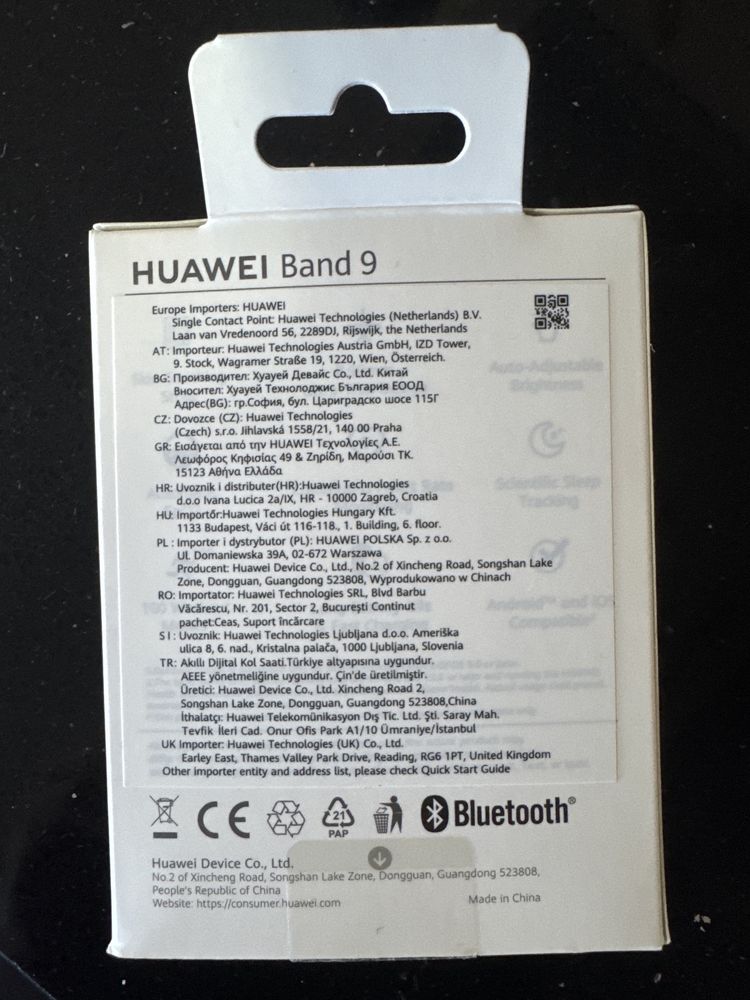 HUAWEI Band 9
Europe Importers: HUAWEI
Single Contact Point: Huawei Technologies (Netherlands) B.V.
Laan van Vredenoord 56, 2289DJ, Rijswijk, the Netherlands
AT: Importeur: Huawei Technologies Austria GmbH, IZD Tower,
9. Stock, Wagramer Straße 19, 1220, Wien, Österreich.
BG: Производител: Хуауей Девайс Co., Ltd. Китай
Вносител: Хуауей Технолоджис България ЕООД
Адрес(BG): гр.София, бул. Цариградско шосе 115Г
CZ: Dovozce (CZ): Huawei Technologies
(Czech) s.r.o. Jihlavská 1558/21, 140 00 Praha
GR: Εισάγεται από την HUAWEI Τεχνολογίες Α.Ε.
Λεωφόρος Κηφισίας 49 & Ζηρίδη, Μαρούσι ΤΚ.
15123 Αθήνα Ελλάδα
HR: Uvoznik i distributer(HR):Huawei Technologies
d.o.o Ivana Lucica 2a/IX, HR - 10000 Zagreb, Croatia
HU: Importőr:Huawei Technologies Hungary Kft.
1133 Budapest, Váci út 116-118., 1. Building, 6. floor.
PL : Importer i dystrybutor (PL): HUAWEI POLSKA Sp. z o.o.
Ul. Domaniewska 39A, 02-672 Warszawa
Producent: Huawei Device Co., Ltd., No.2 of Xincheng Road, Songshan Lake
Zone, Dongguan, Guangdong 523808, Wyprodukowano w Chinach
RO: Importator: Huawei Technologies SRL, Blvd Barbu
Văcărescu, Nr. 201, Sector 2, Bucureşti Continut
pachet:Ceas, Suport încărcare
S I : Uvoznik: Huawei Technologies Ljubljana d.o.o. Ameriška
ulica 8, 6. nad., Kristalna palača, 1000 Ljubljana, Slovenia
TR: Akıllı Dijital Kol Saati.Türkiye altyapısına uygundur.
AEEE yönetmeliğine uygundur. Çin'de üretilmiştir.
Üretici: Huawei Device Co., Ltd. Xincheng Road 2,
Songshan Lake Zone, Dongguan, Guangdong 523808,China
İthalatçı: Huawei Telekomünikasyon Dış Tic. Ltd. Şti. Saray Mah.
Tevfik İleri Cad. Onur Ofis Park A1/10 Ümraniye/İstanbul
UK Importer: Huawei Technologies (UK) Co., Ltd.
Earley East, Thames Valley Park Drive, Reading, RG6 1PT, United Kingdom
Other importer entity and address list, please check Quick Start Guide
Auto-Adjustable
Brightness
Scientific Sleep
Tracking
Android™ and iOS
Compatible
CE
21
PAP
Bluetooth®
Huawei Device Co., Ltd.
No.2 of Xincheng Road, Songshan Lake Zone, Dongguan, Guangdong 523808,
People's Republic of China
Website: https://consumer.huawei.com
Made in China